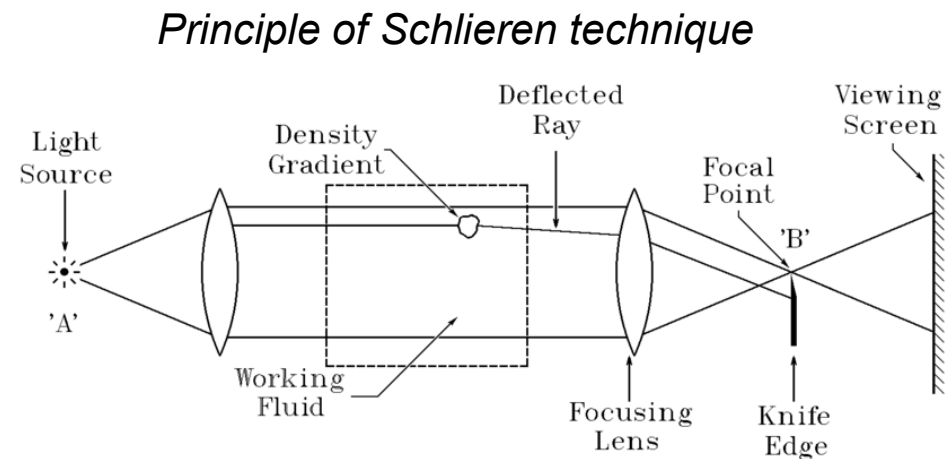 Principle of Schlieren technique
Light
Source
'A'
Density
Gradient
Deflected
Ray
Viewing
Screen
Focal
Point
'B'
Working
Fluid
Focusing
Lens
Knife
Edge